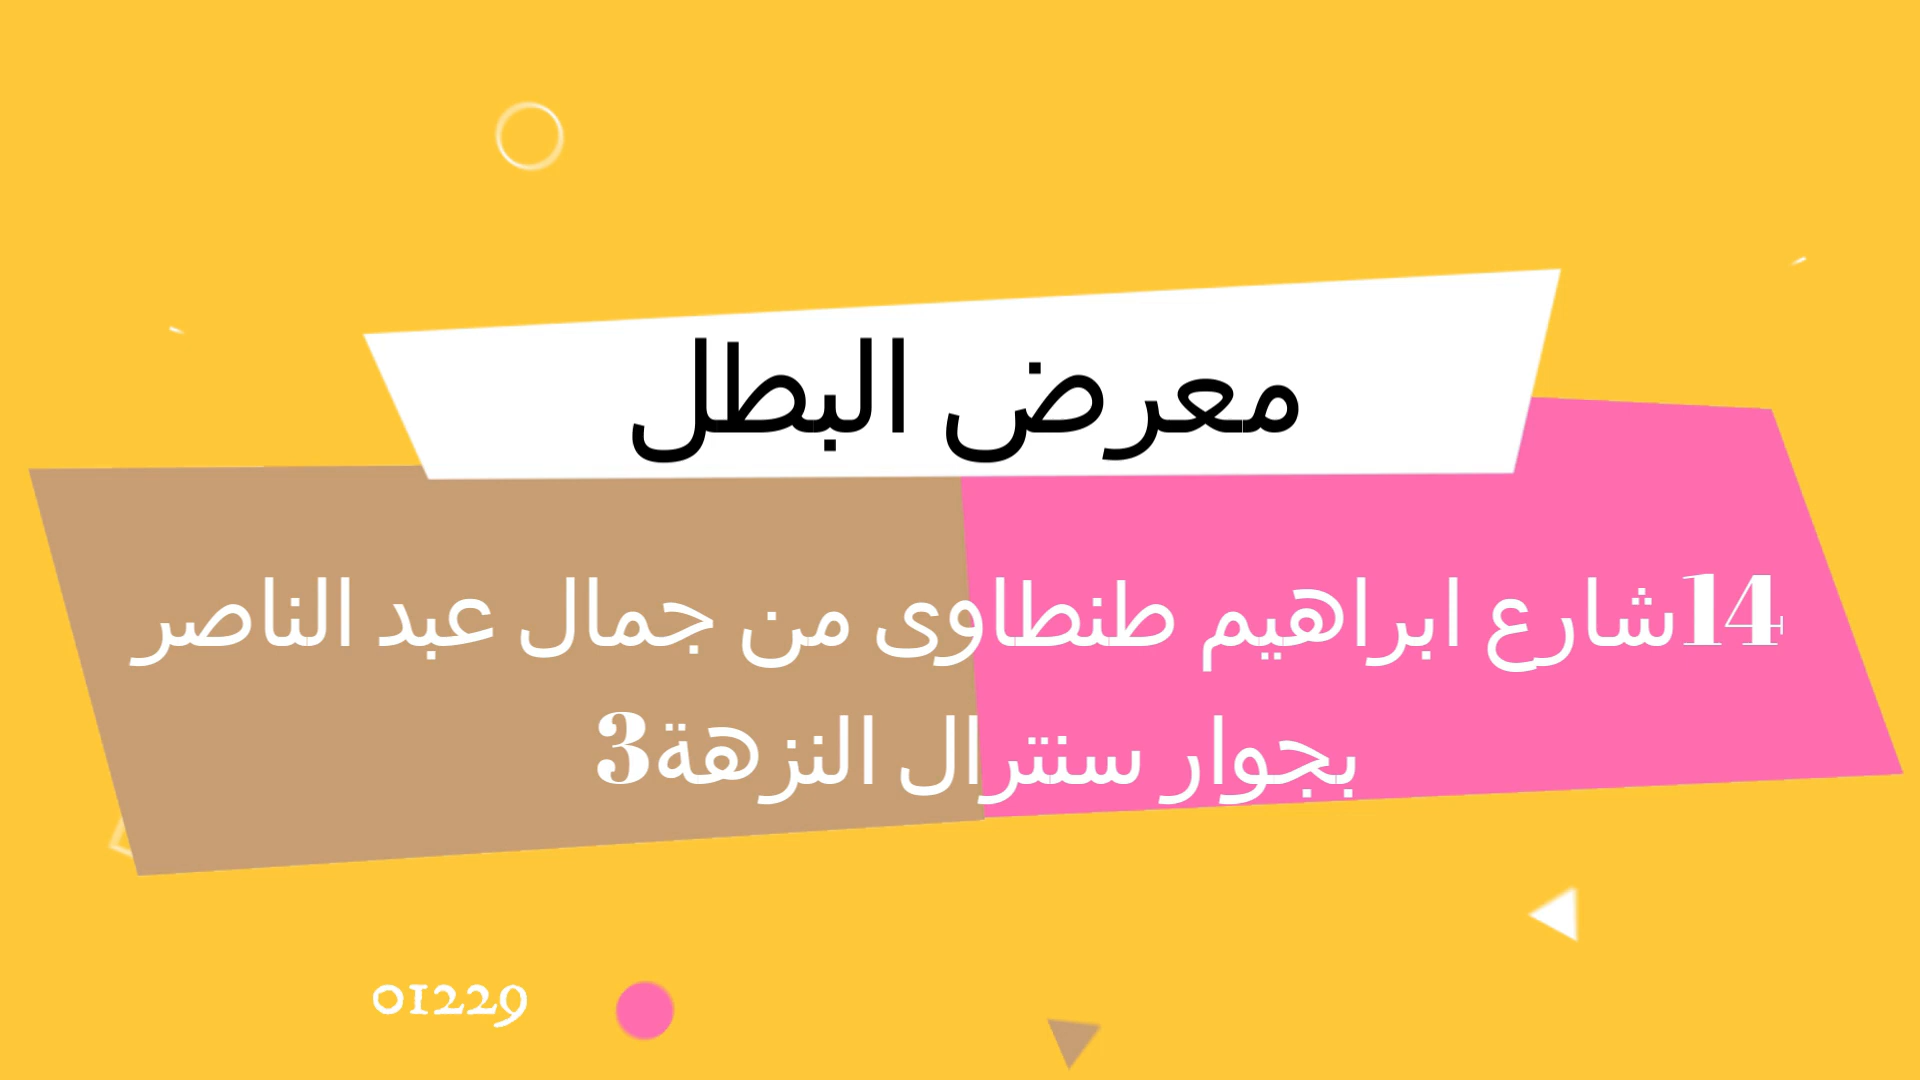 معرض البطل
14شارع ابراهيم طنطاوى من جمال عبد الناصر
بجوار سنترال النزهة3
01229